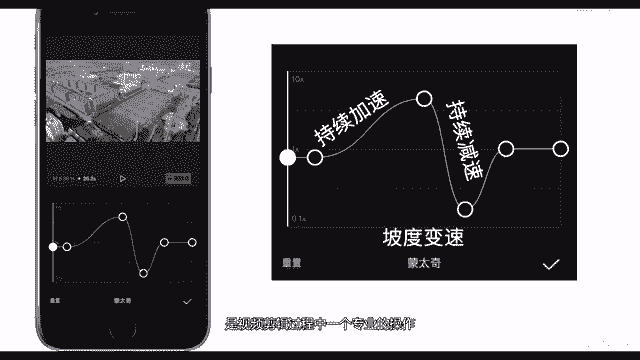 10x
持续加速
持续减速
0.1x
坡度变速
重置
蒙太奇
重置
蒙太奇
是视频剪辑过程中一个专业的操作